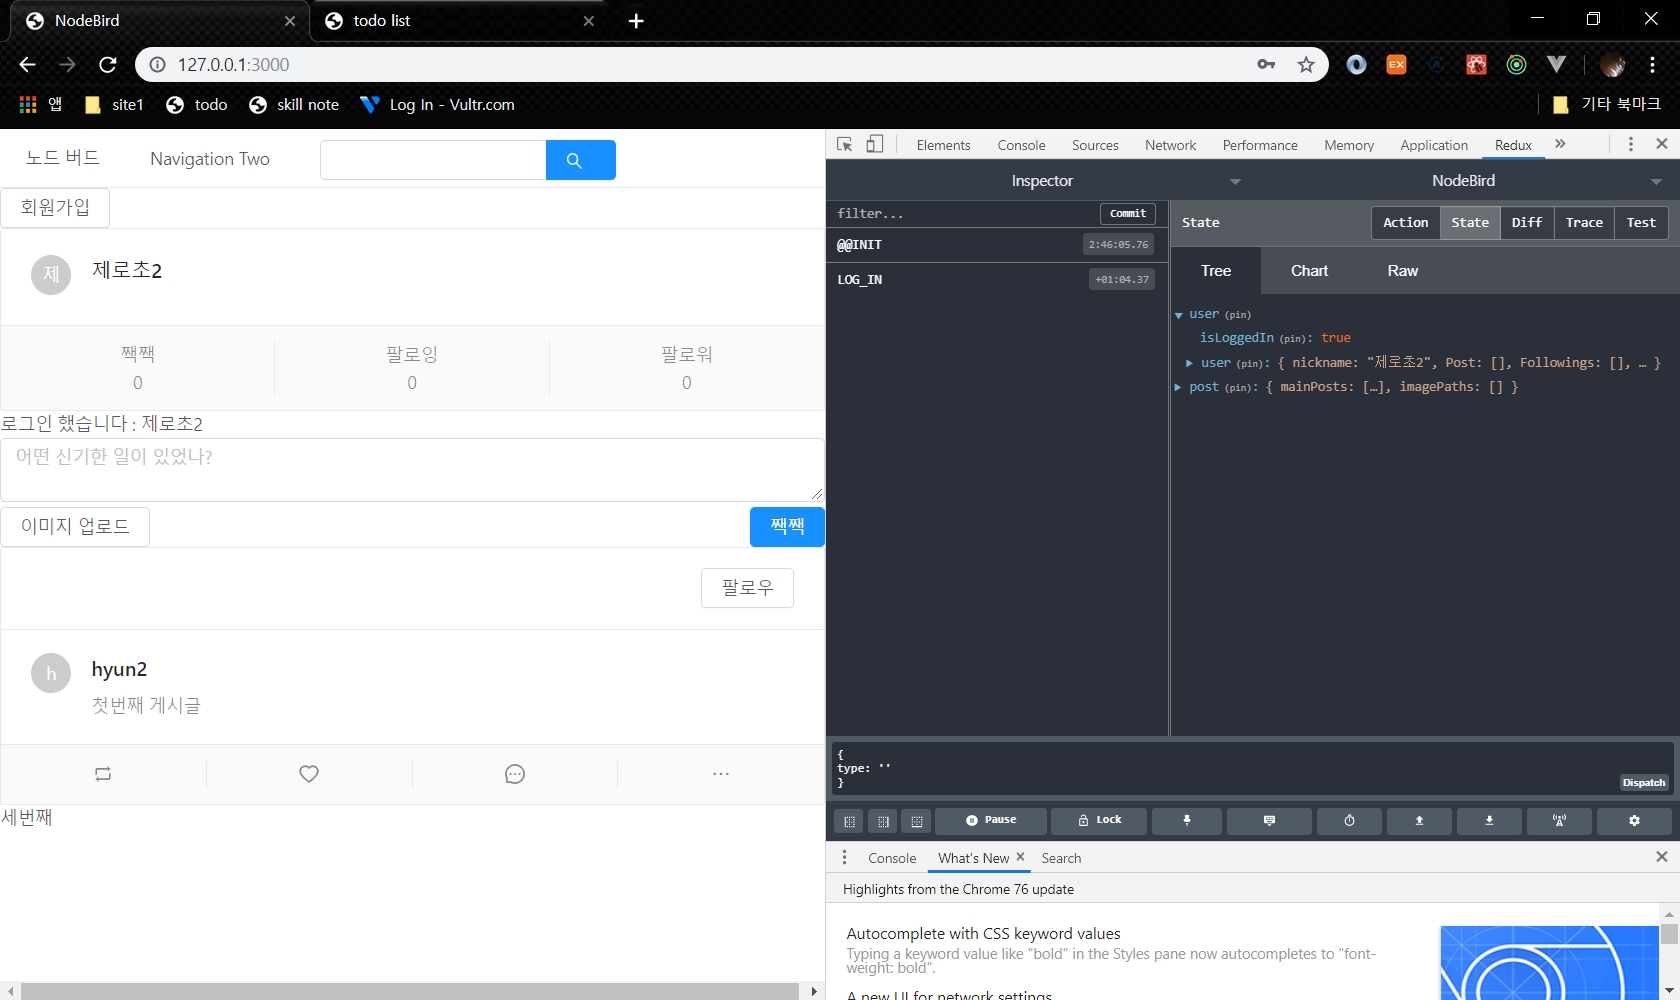 NodeBird
todo list
127.0.0.1:3000
앱
site1
todo
skill note
Log In - Vultr.com
기타 북마크
노드 버드
Navigation Two
회원가입
제
제로초2
짹짹
팔로잉
팔로워
0
0
0
로그인 했습니다 : 제로초2
어떤 신기한 일이 있었나?
이미지 업로드
짹짹
팔로우
h
hyun2
첫번째 게시글
세번째
Elements
Console
Sources
Network
Performance
Memory
Application
Redux
»
Inspector
NodeBird
filter...
Commit
@@INIT
2:46:05.76
LOG_IN
+01:04.37
State
Action
State
Diff
Trace
Test
Tree
Chart
Raw
user (pin)
isLoggedIn (pin): true
user (pin): { nickname: "제로초2", Post: [], Followings: [], … }
post (pin): { mainPosts: […], imagePaths: [] }
{
type: ''
}
Dispatch
Pause
Lock
Console
What's New
Search
Highlights from the Chrome 76 update
Autocomplete with CSS keyword values
Typing a keyword value like "bold" in the Styles pane now autocompletes to "font-
weight: bold".
A new UI for network settings